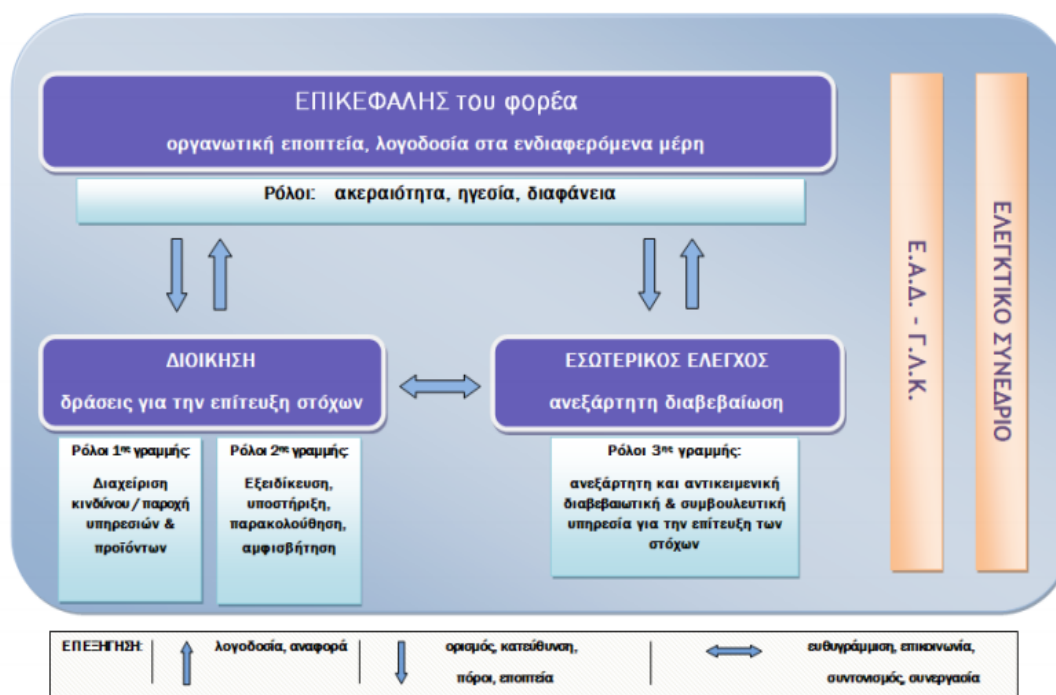 ΕΠΙΚΕΦΑΛΗΣ του φορέα
οργανωτική εποπτεία, λογοδοσία στα ενδιαφερόμενα μέρη
Ρόλοι: ακεραιότητα, ηγεσία, διαφάνεια
ΔΙΟΙΚΗΣΗ
δράσεις για την επίτευξη στόχων
Ρόλοι 1ης γραμμής:
Διαχείριση
κινδύνου / παροχή
υπηρεσιών &
προϊόντων
Ρόλοι 2ης γραμμής:
Εξειδίκευση,
υποστήριξη,
παρακολούθηση,
αμφισβήτηση
ΕΣΩΤΕΡΙΚΟΣ ΕΛΕΓΧΟΣ
ανεξάρτητη διαβεβαίωση
Ρόλοι 3ης γραμμής:
ανεξάρτητη και αντικειμενική
διαβεβαιωτική & συμβουλευτική
υπηρεσία για την επίτευξη των
στόχων
Ε.Α.Δ. - Γ.Λ.Κ.
ΕΛΕΓΚΤΙΚΟ ΣΥΝΕΔΡΙΟ
ΕΠΕΞΗΓΗΣΗ:
λογοδοσία, αναφορά
ορισμός, κατεύθυνση,
πόροι, εποπτεία
ευθυγράμμιση, επικοινωνία,
συντονισμός, συνεργασία